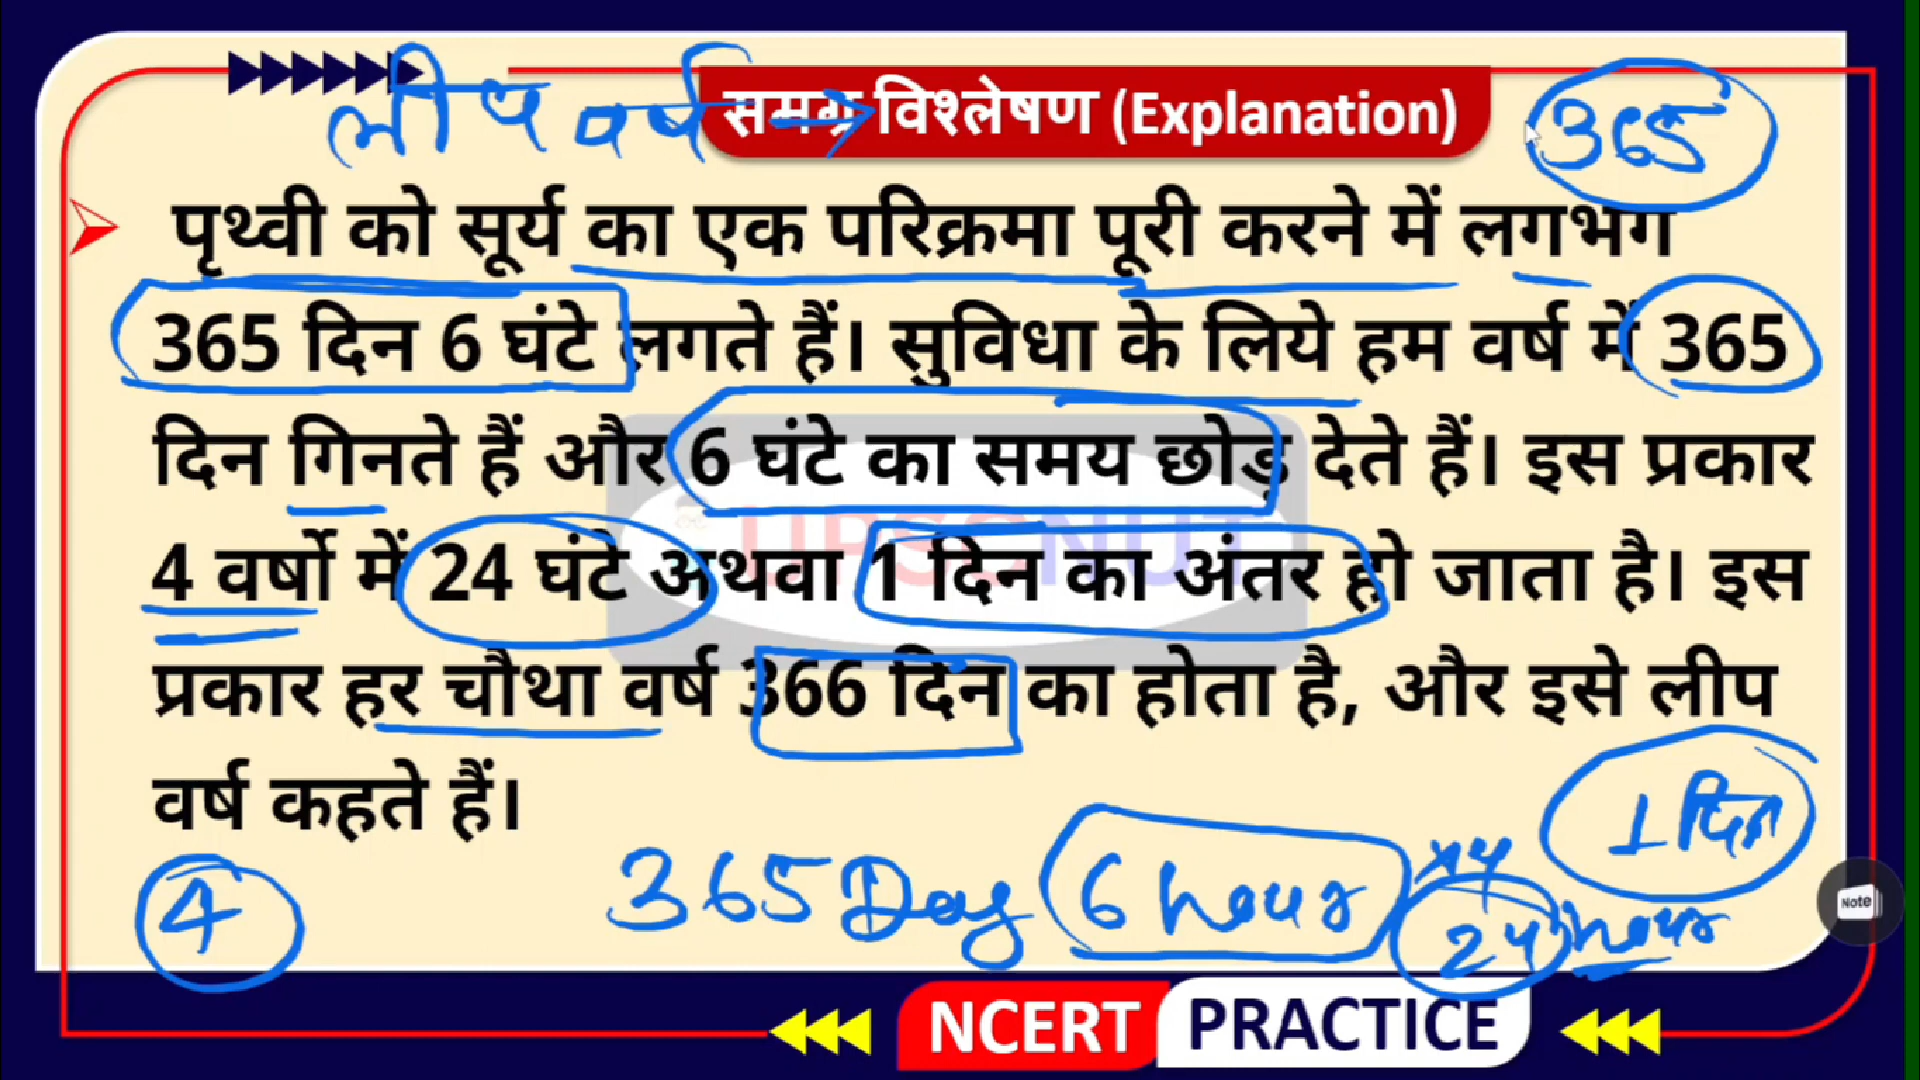 लीप वर्ष →
समग्र विश्लेषण (Explanation)
365
पृथ्वी को सूर्य का एक परिक्रमा पूरी करने में लगभग
365 दिन 6 घंटे लगते हैं। सुविधा के लिये हम वर्ष में 365
दिन गिनते हैं और 6 घंटे का समय छोड़ देते हैं। इस प्रकार
4 वर्षो में 24 घंटे अथवा 1 दिन का अंतर हो जाता है। इस
प्रकार हर चौथा वर्ष 366 दिन का होता है, और इसे लीप
वर्ष कहते हैं।
1 दिन
4
365 Day 6 hour ×4
24 hour
Note
NCERT PRACTICE